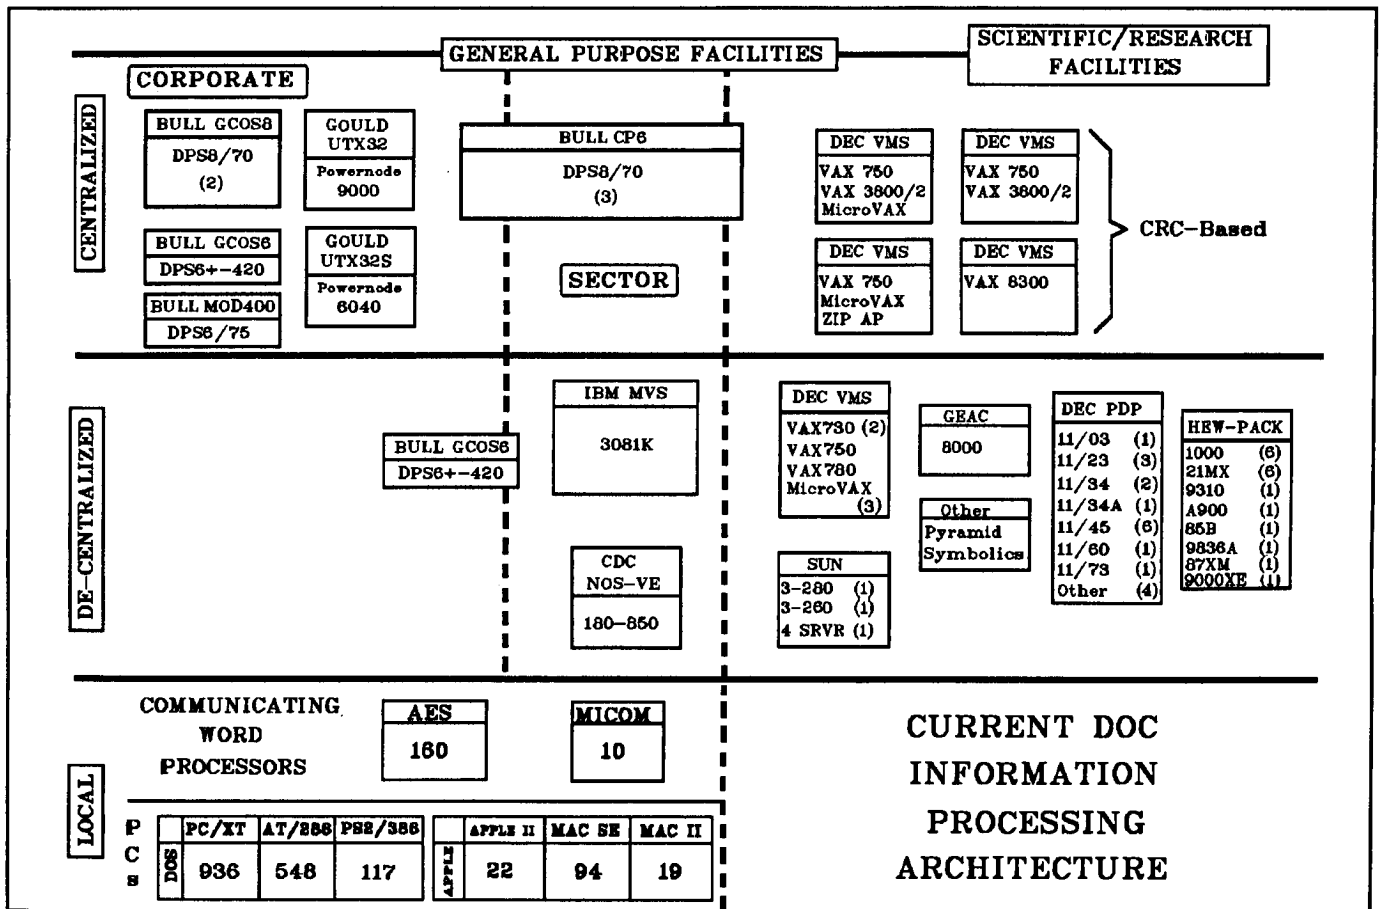 GENERAL PURPOSE FACILITIES
SCIENTIFIC/RESEARCH
FACILITIES
CENTRALIZED
CORPORATE
BULL GCOS8
DPS8/70
(2)
GOULD
UTX32
Powernode
9000
BULL GCOS6
DPS6+-420
BULL MOD400
DPS6/75
GOULD
UTX32S
Powernode
6040
BULL CP6
DPS8/70
(3)
SECTOR
DEC VMS
VAX 750
VAX 3800/2
MicroVAX
DEC VMS
VAX 750
VAX 3800/2
DEC VMS
VAX 750
MicroVAX
ZIP AP
DEC VMS
VAX 8300
CRC-Based
DE-CENTRALIZED
BULL GCOS6
DPS6+-420
IBM MVS
3081K
CDC
NOS-VE
180-850
DEC VMS
VAX730 (2)
VAX750
VAX780
MicroVAX
(3)
SUN
3-280 (1)
3-260 (1)
4 SRVR (1)
GEAC
8000
Other
Pyramid
Symbolics
DEC PDP
11/03 (1)
11/23 (3)
11/34 (2)
11/34A (1)
11/45 (6)
11/60 (1)
11/73 (1)
Other (4)
HEW-PACK
1000 (6)
21MX (6)
9310 (1)
A900 (1)
85B (1)
9836A (1)
87XM (1)
9000XE (1)
LOCAL
COMMUNICATING
WORD
PROCESSORS
AES
160
MICOM
10
PCs
DOS
PC/XT AT/286 PS2/386
936 548 117
APPLE
APPLE II MAC SE MAC II
22 94 19
CURRENT DOC
INFORMATION
PROCESSING
ARCHITECTURE